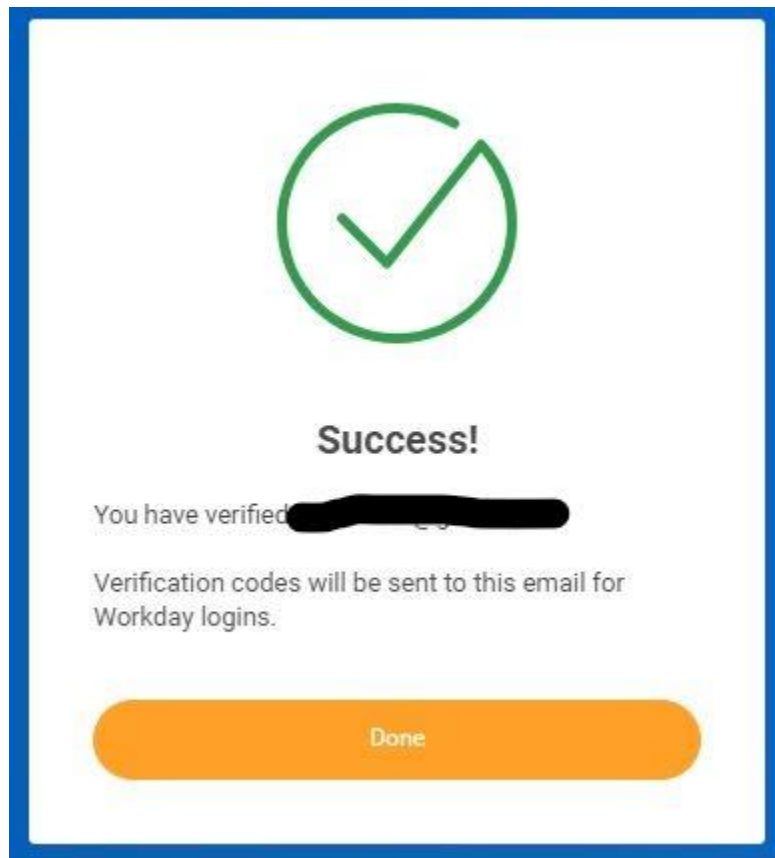 Success!
You have verified
Verification codes will be sent to this email for
Workday logins.
Done